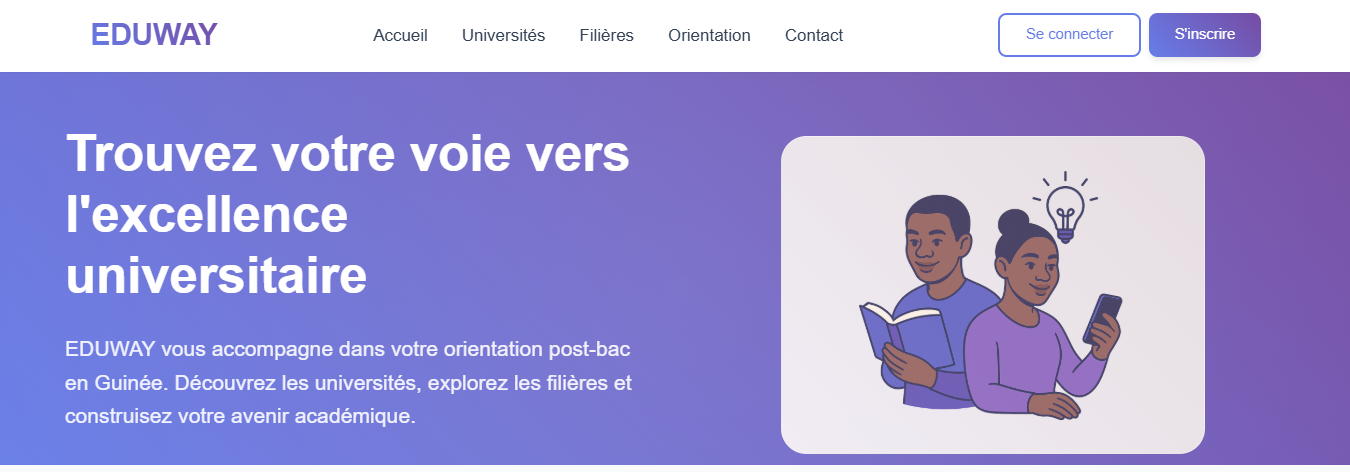 EDUWAY
Accueil
Universités
Filières
Orientation
Contact
Se connecter
S'inscrire
Trouvez votre voie vers
l'excellence
universitaire
EDUWAY vous accompagne dans votre orientation post-bac
en Guinée. Découvrez les universités, explorez les filières et
construisez votre avenir académique.